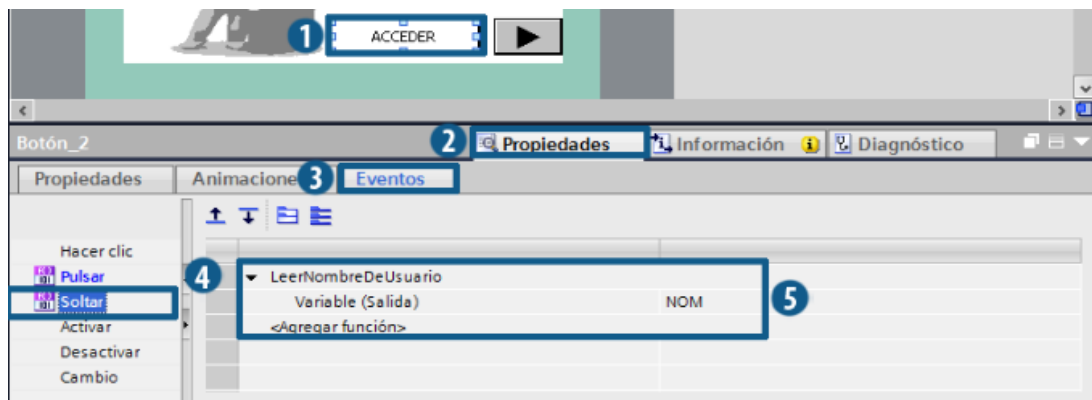 1 ACCEDER
Botón_2 2 Propiedades Información Diagnóstico
Propiedades Animacione 3 Eventos
Hacer clic
Pulsar 4 LeerNombreDeUsuario
Soltar Variable (Salida) NOM 5
Activar <Agregar función>
Desactivar
Cambio